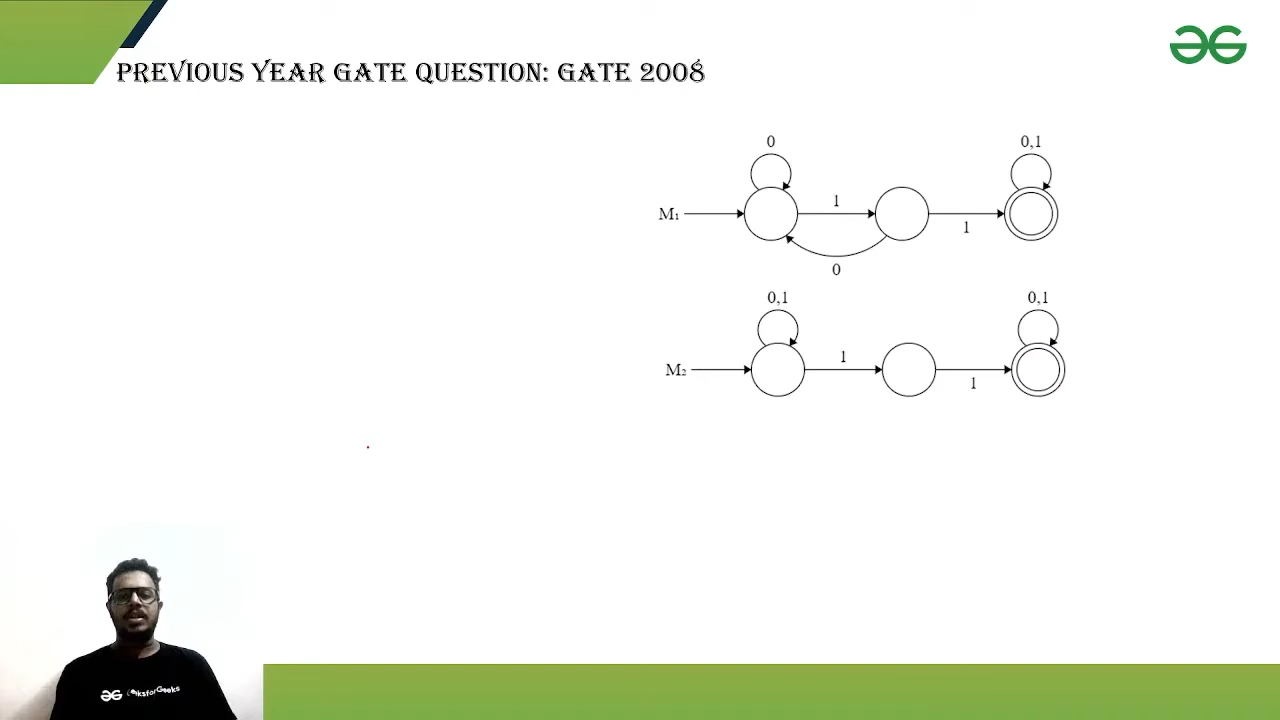 PREVIOUS YEAR GATE QUESTION: GATE 2008
0
0,1
M₁
1
1
0
0,1
0,1
M₂
1
1
GeeksforGeeks